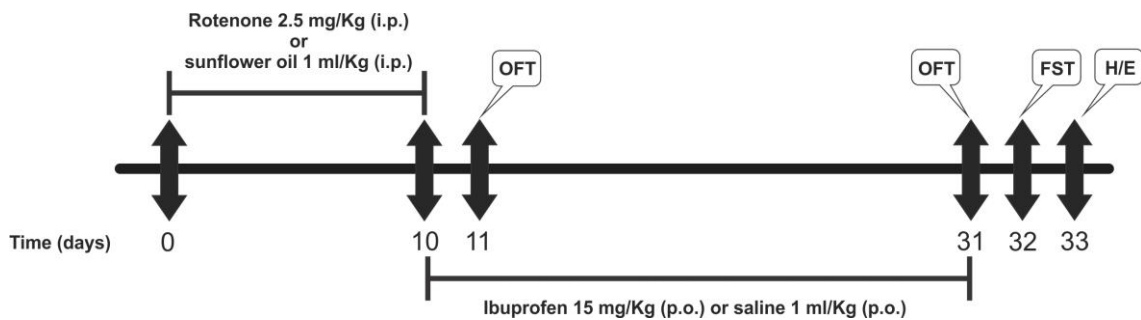 Rotenone 2.5 mg/Kg (i.p.)
or
sunflower oil 1 ml/Kg (i.p.)
OFT
OFT
FST
H/E
Time (days)
0
10
11
31
32
33
Ibuprofen 15 mg/Kg (p.o.) or saline 1 ml/Kg (p.o.)